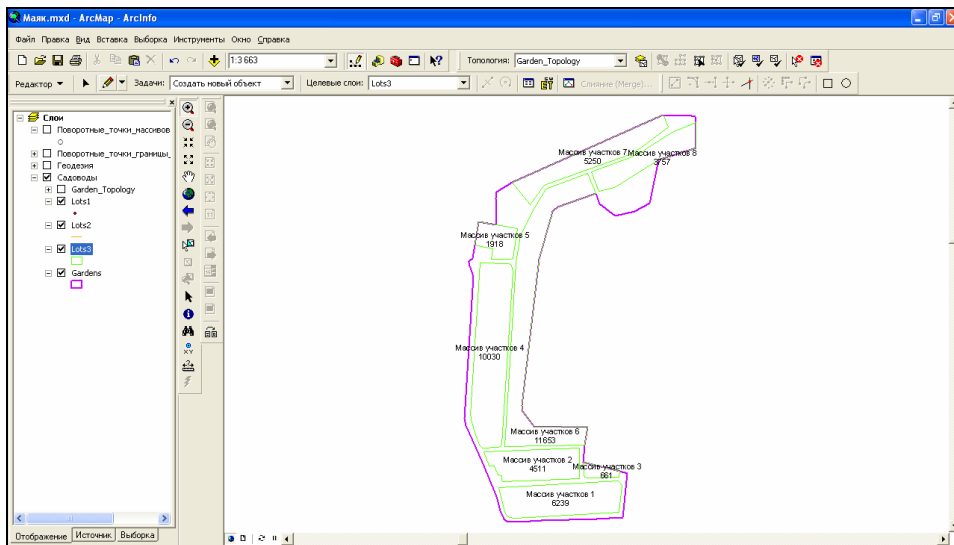 Маяк.mxd - ArcMap - ArcInfo
Файл Правка Вид Вставка Выборка Инструменты Окно Справка
1:3 663
Топология: Garden_Topology
Редактор Задачи: Создать новый объект Целевые слои: Lots3 Слияние (Merge)...
Слои
Поворотные_точки_массивов
Поворотные_точки_границы_
Геодезия
Садоводы
Garden_Topology
Lots1
Lots2
Lots3
Gardens
Отображение Источник Выборка
XY
Массив участков 7
5250
Массив участков 8
3757
Массив участков 5
1918
Массив участков 4
10030
Массив участков 6
11653
Массив участков 2
4511
Массив участков 3
661
Массив участков 1
6239